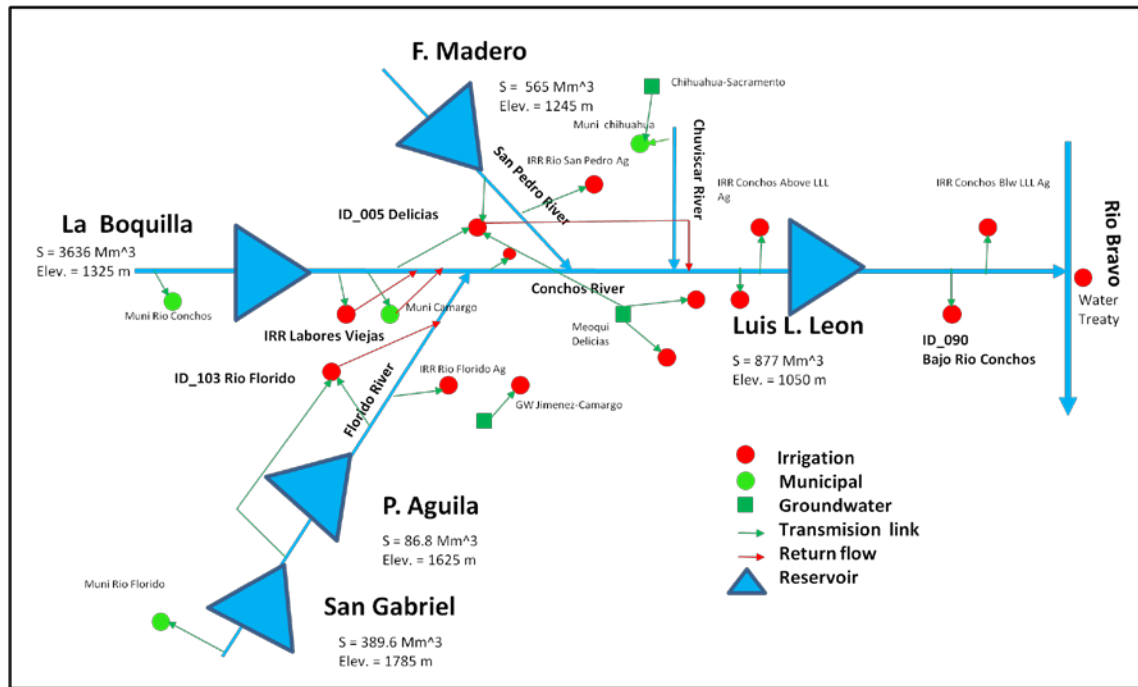 F. Madero
S = 565 Mm^3
Elev. = 1245 m
Chihuahua-Sacramento
Muni chihuahua
Chuviscar River
San Pedro River
IRR Rio San Pedro Ag
IRR Conchos Above LLL
Ag
IRR Conchos Blw LLL Ag
Rio Bravo
ID_005 Delicias
La Boquilla
S = 3636 Mm^3
Elev. = 1325 m
Muni Rio Conchos
Conchos River
Muni Camargo
IRR Labores Viejas
Meoqui
Delicias
Luis L. Leon
S = 877 Mm^3
Elev. = 1050 m
ID_090
Bajo Rio Conchos
Water
Treaty
ID_103 Rio Florido
Florido River
IRR Rio Florido Ag
GW Jimenez-Camargo
P. Aguila
S = 86.8 Mm^3
Elev. = 1625 m
Muni Rio Florido
San Gabriel
S = 389.6 Mm^3
Elev. = 1785 m
Irrigation
Municipal
Groundwater
Transmision link
Return flow
Reservoir